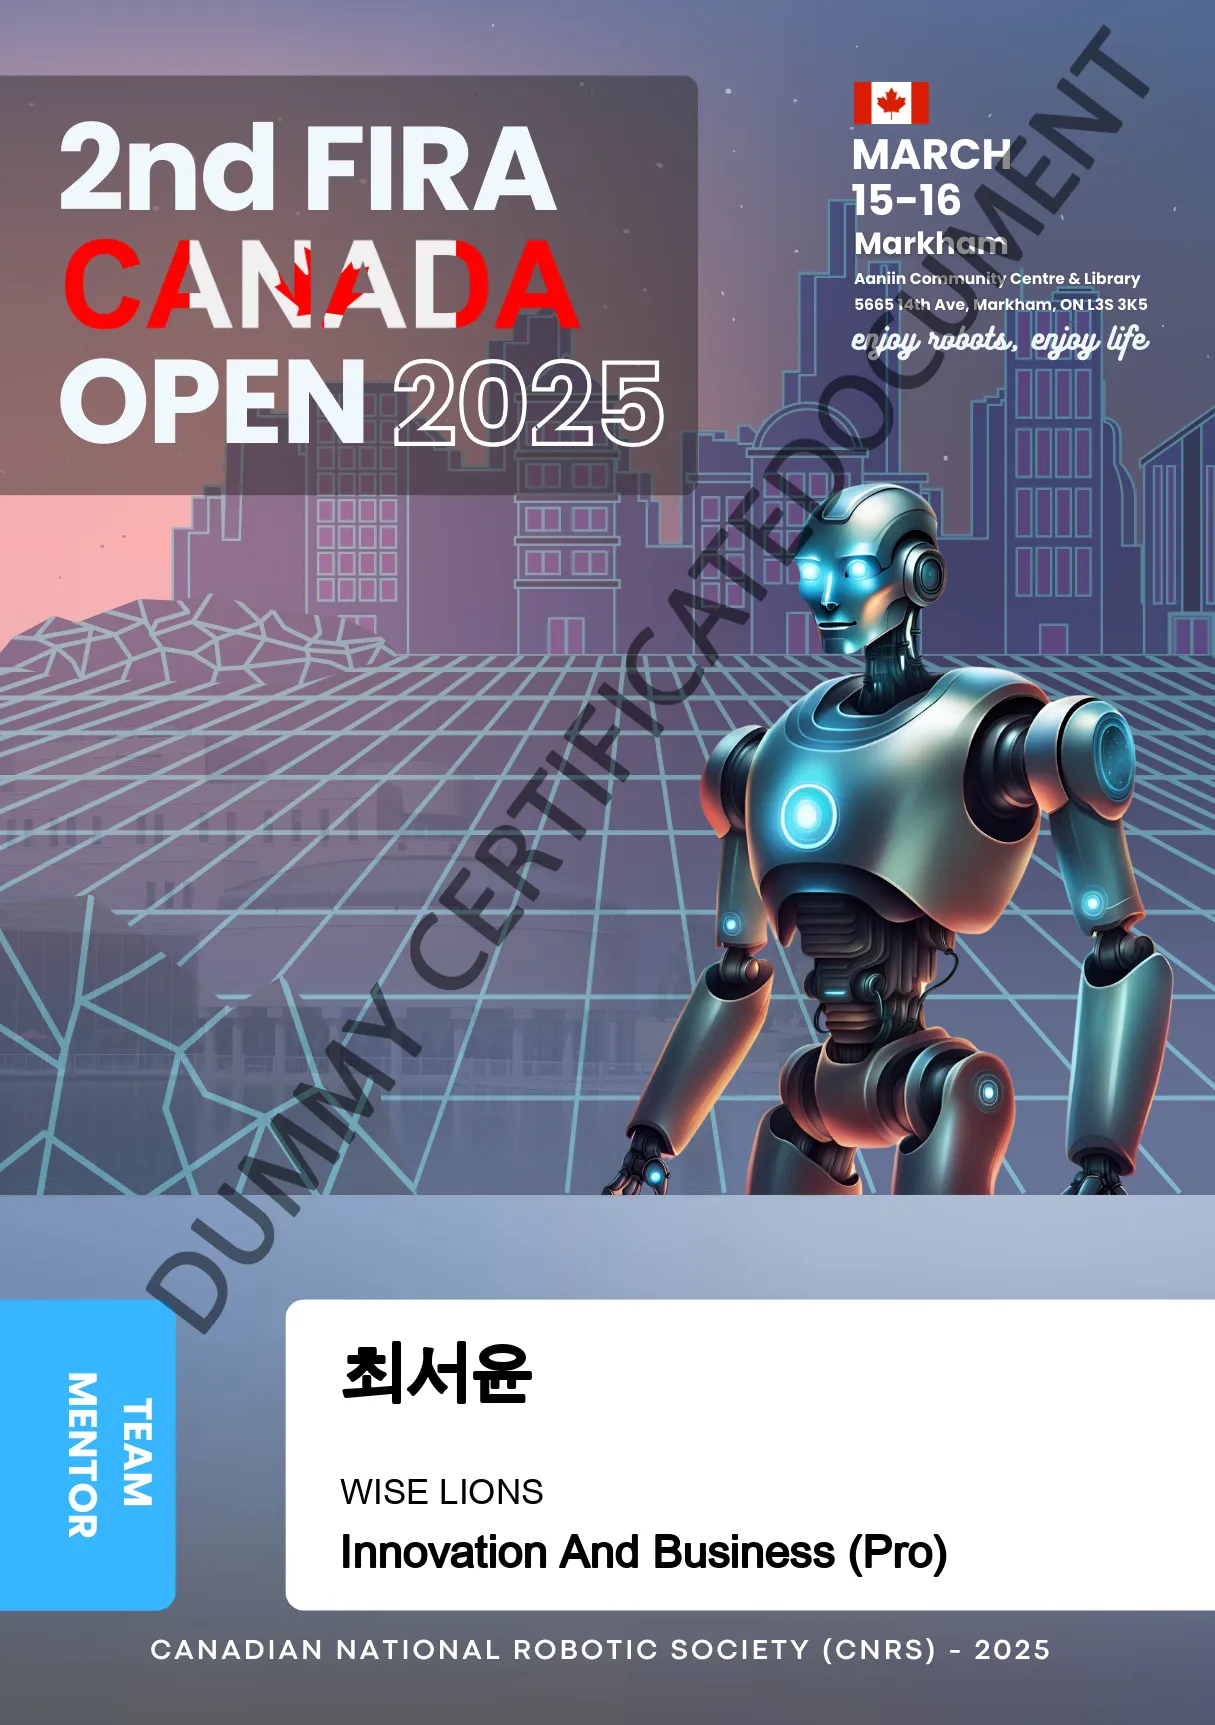 2nd FIRA
CANADA
OPEN 2025
MARCH
15-16
Markham
Aaniin Community Centre & Library
5665 14th Ave, Markham, ON L3S 3K5
enjoy robots, enjoy life
DUMMY CERTIFICATEDOCUMENT
TEAM
MENTOR
최서윤
WISE LIONS
Innovation And Business (Pro)
CANADIAN NATIONAL ROBOTIC SOCIETY (CNRS) - 2025